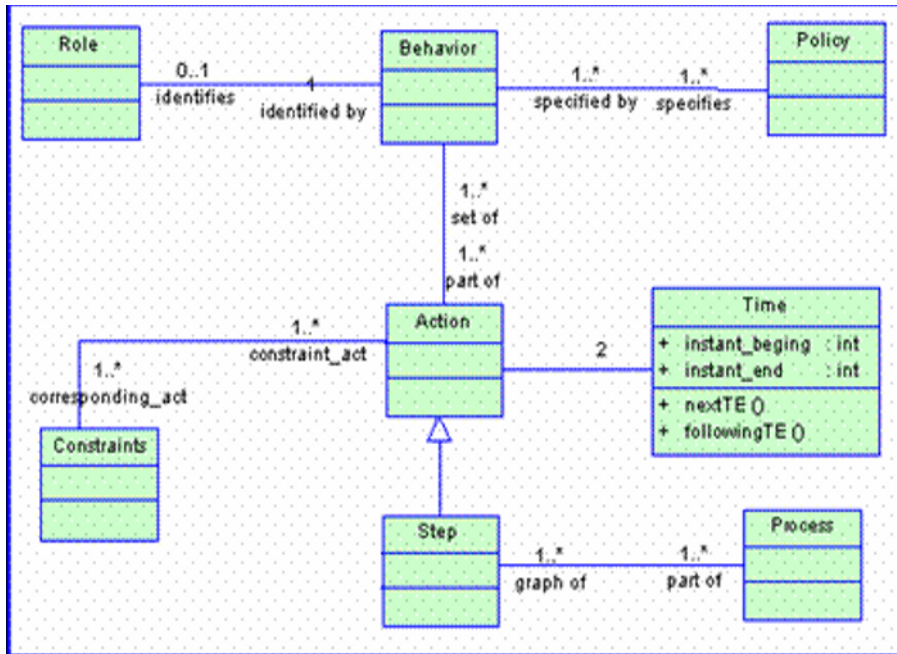 Role
Behavior
Policy
0..1
1
identifies
identified by
1..*
1..*
specified by
specifies
1..*
set of
1..*
part of
Action
Time
+ instant_beging : int
+ instant_end : int
+ nextTE ()
+ followingTE ()
2
1..*
constraint_act
1..*
corresponding_act
Constraints
Step
Process
1..*
1..*
graph of
part of